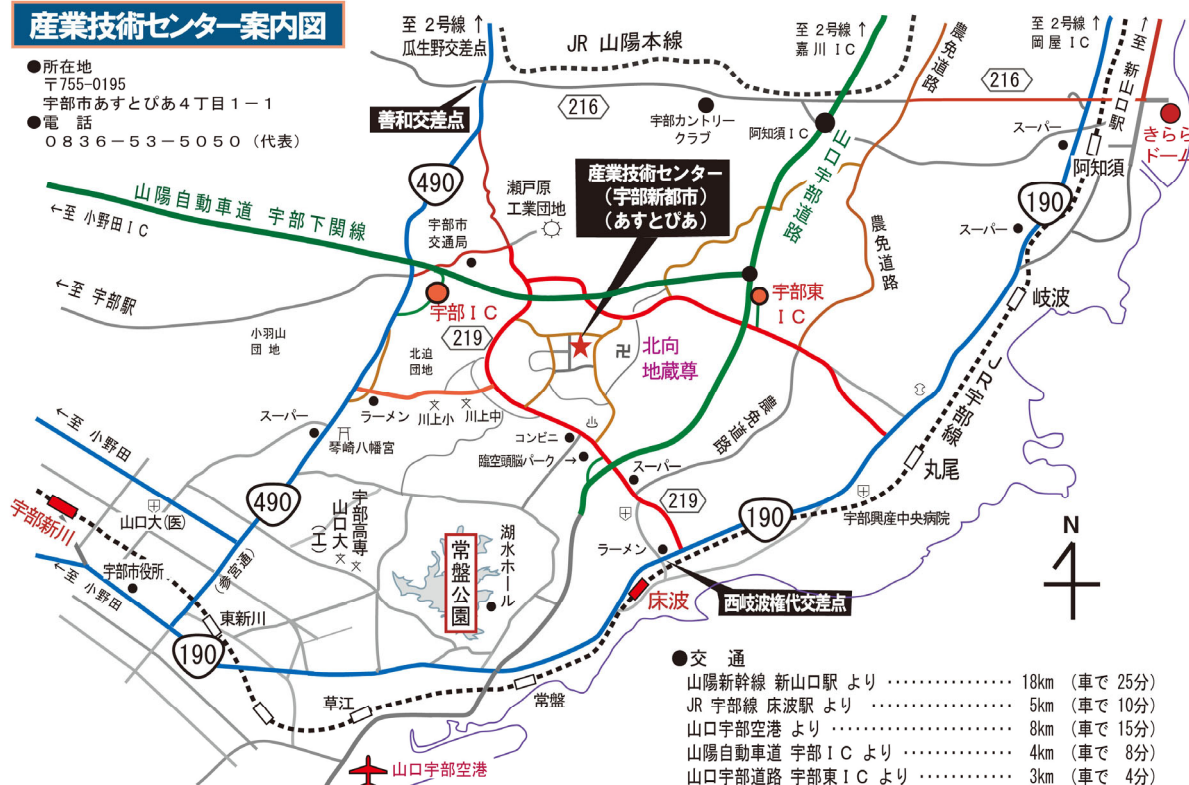 産業技術センター案内図
●所在地
〒755-0195
宇部市あすとぴあ4丁目1-1
●電　話
0836-53-5050（代表）
至 2号線 ↑
瓜生野交差点
JR 山陽本線
至 2号線 ↑
嘉川ＩＣ
農免道路
至 2号線 ↑
岡屋ＩＣ
←至 新山口駅
216
216
善和交差点
宇部カントリー
クラブ
阿知須ＩＣ
スーパー
阿知須
きらら
ドーム
490
山陽自動車道 宇部下関線
←至 小野田ＩＣ
瀬戸原
工業団地
宇部市
交通局
産業技術センター
（宇部新都市）
（あすとぴあ）
山口宇部道路
農免道路
190
スーパー
←至 宇部駅
宇部ＩＣ
宇部東
ＩＣ
岐波
小羽山
団 地
219
北迫
団地
卍
北向
地蔵尊
JR宇部線
←至 小野田
スーパー
ラーメン
文
川上小
文
川上中
琴崎八幡宮
コンビニ
臨空頭脳パーク→
農免道路
スーパー
丸尾
490
219
190
宇部興産中央病院
宇部新川
山口大（医）
宇部高専
山口大（工）
文
文
湖水ホール
常盤公園
ラーメン
N
←至 小野田
宇部市役所
（参宮通）
床波
西岐波権代交差点
東新川
190
草江
常盤
山口宇部空港
●交　通
山陽新幹線 新山口駅 より ……………… 18km （車で 25分）
JR 宇部線 床波駅 より ……………… 5km （車で 10分）
山口宇部空港 より ……………… 8km （車で 15分）
山陽自動車道 宇部ＩＣ より ……………… 4km （車で 8分）
山口宇部道路 宇部東ＩＣ より ……………… 3km （車で 4分）